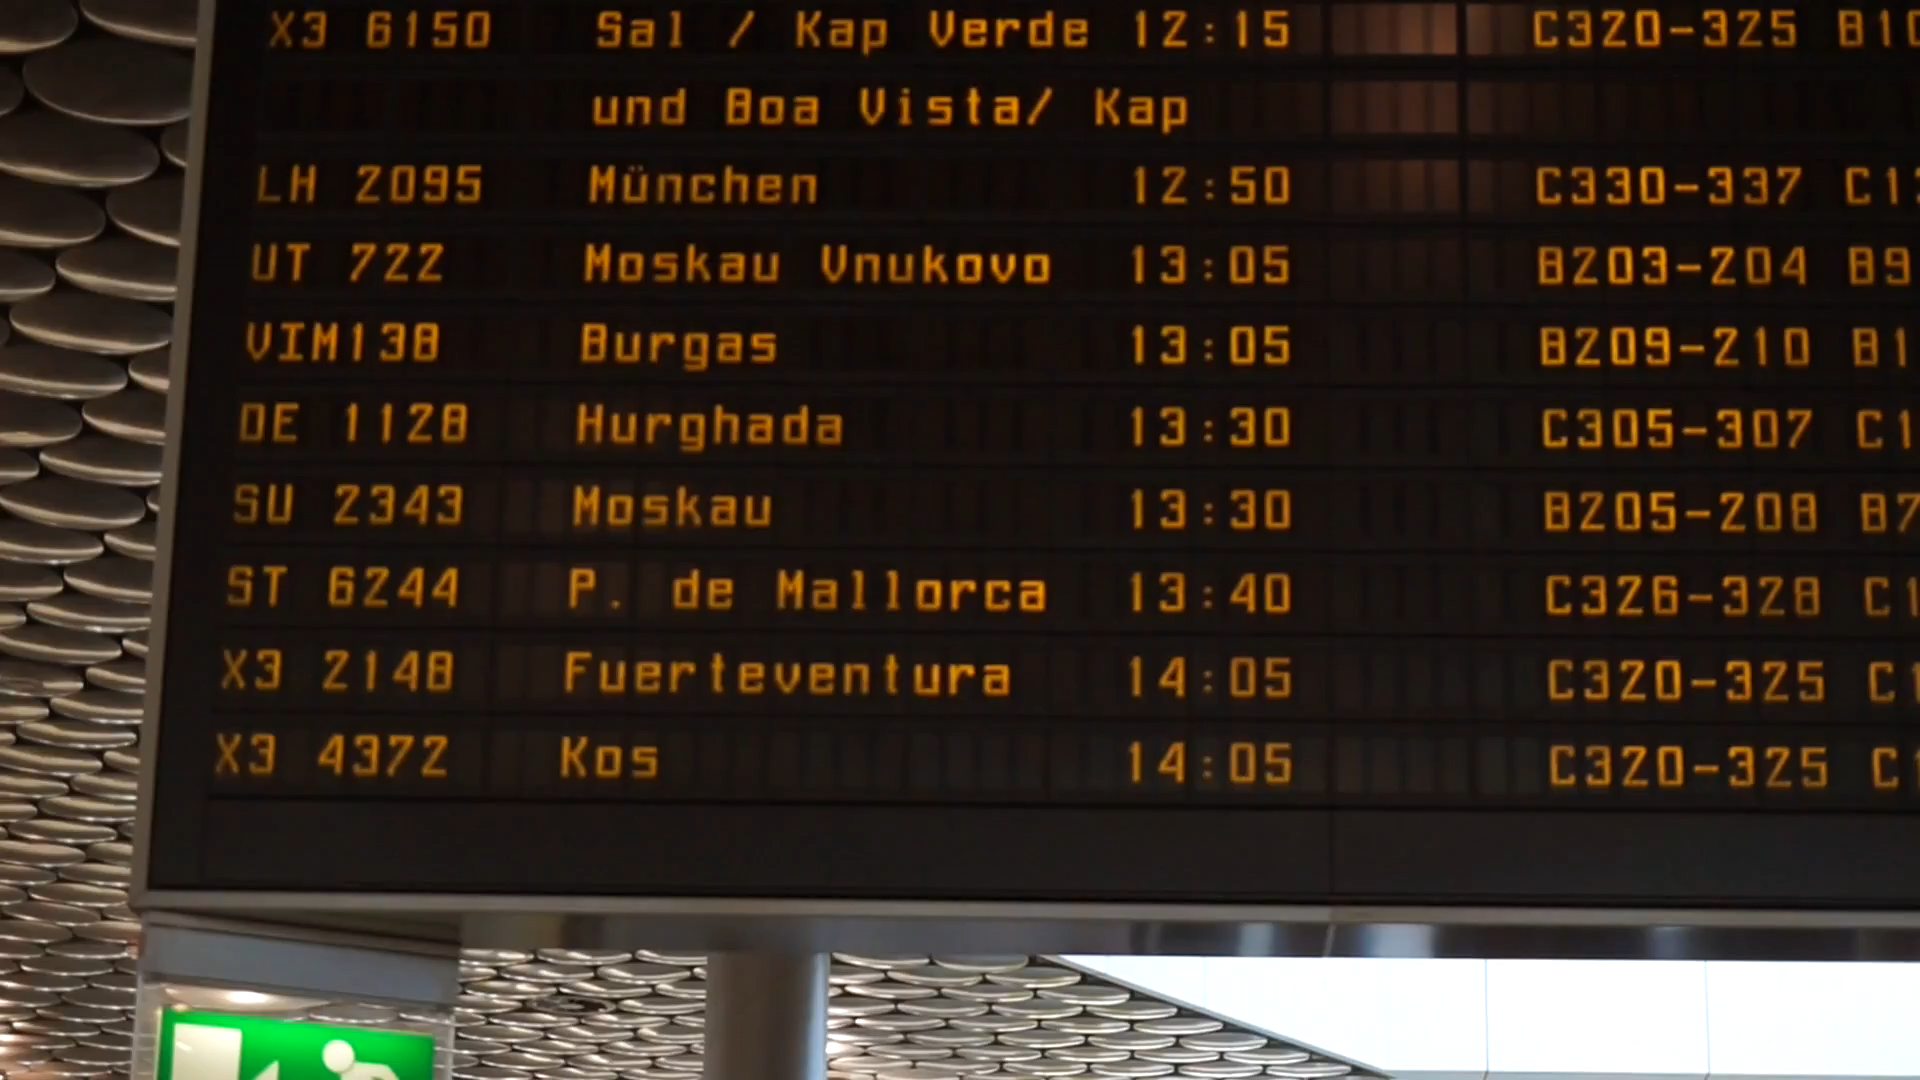 X3 6150 Sal / Kap Verde 12:15 C320-325 B10
und Boa Vista/ Kap
LH 2095 München 12:50 C330-337
UT 722 Moskau Vnukovo 13:05 B203-204 B9
VIM138 Burgas 13:05 B209-210
DE 1128 Hurghada 13:30 C305-307
SU 2343 Moskau 13:30 B205-208 B7
ST 6244 P. de Mallorca 13:40 C326-328
X3 2148 Fuerteventura 14:05 C320-325
X3 4372 Kos 14:05 C320-325